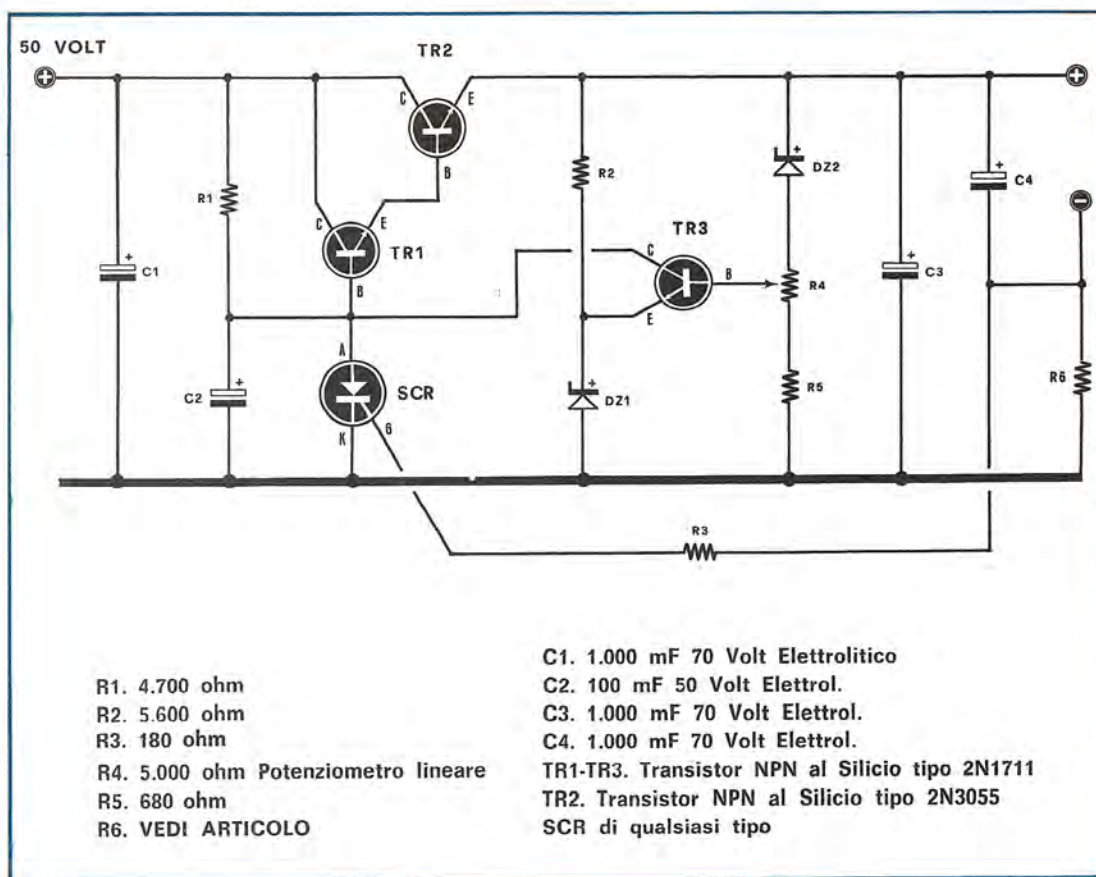 50 VOLT
TR2
C
E
B
R1
R2
DZ2
C4
C
E
TR1
TR3
C
B
R4
C1
B
E
C3
A
C2
SCR
DZ1
R5
R6
K
G
R3
R1. 4.700 ohm
R2. 5.600 ohm
R3. 180 ohm
R4. 5.000 ohm Potenziometro lineare
R5. 680 ohm
R6. VEDI ARTICOLO
C1. 1.000 mF 70 Volt Elettrolitico
C2. 100 mF 50 Volt Elettrol.
C3. 1.000 mF 70 Volt Elettrol.
C4. 1.000 mF 70 Volt Elettrol.
TR1-TR3. Transistor NPN al Silicio tipo 2N1711
TR2. Transistor NPN al Silicio tipo 2N3055
SCR di qualsiasi tipo